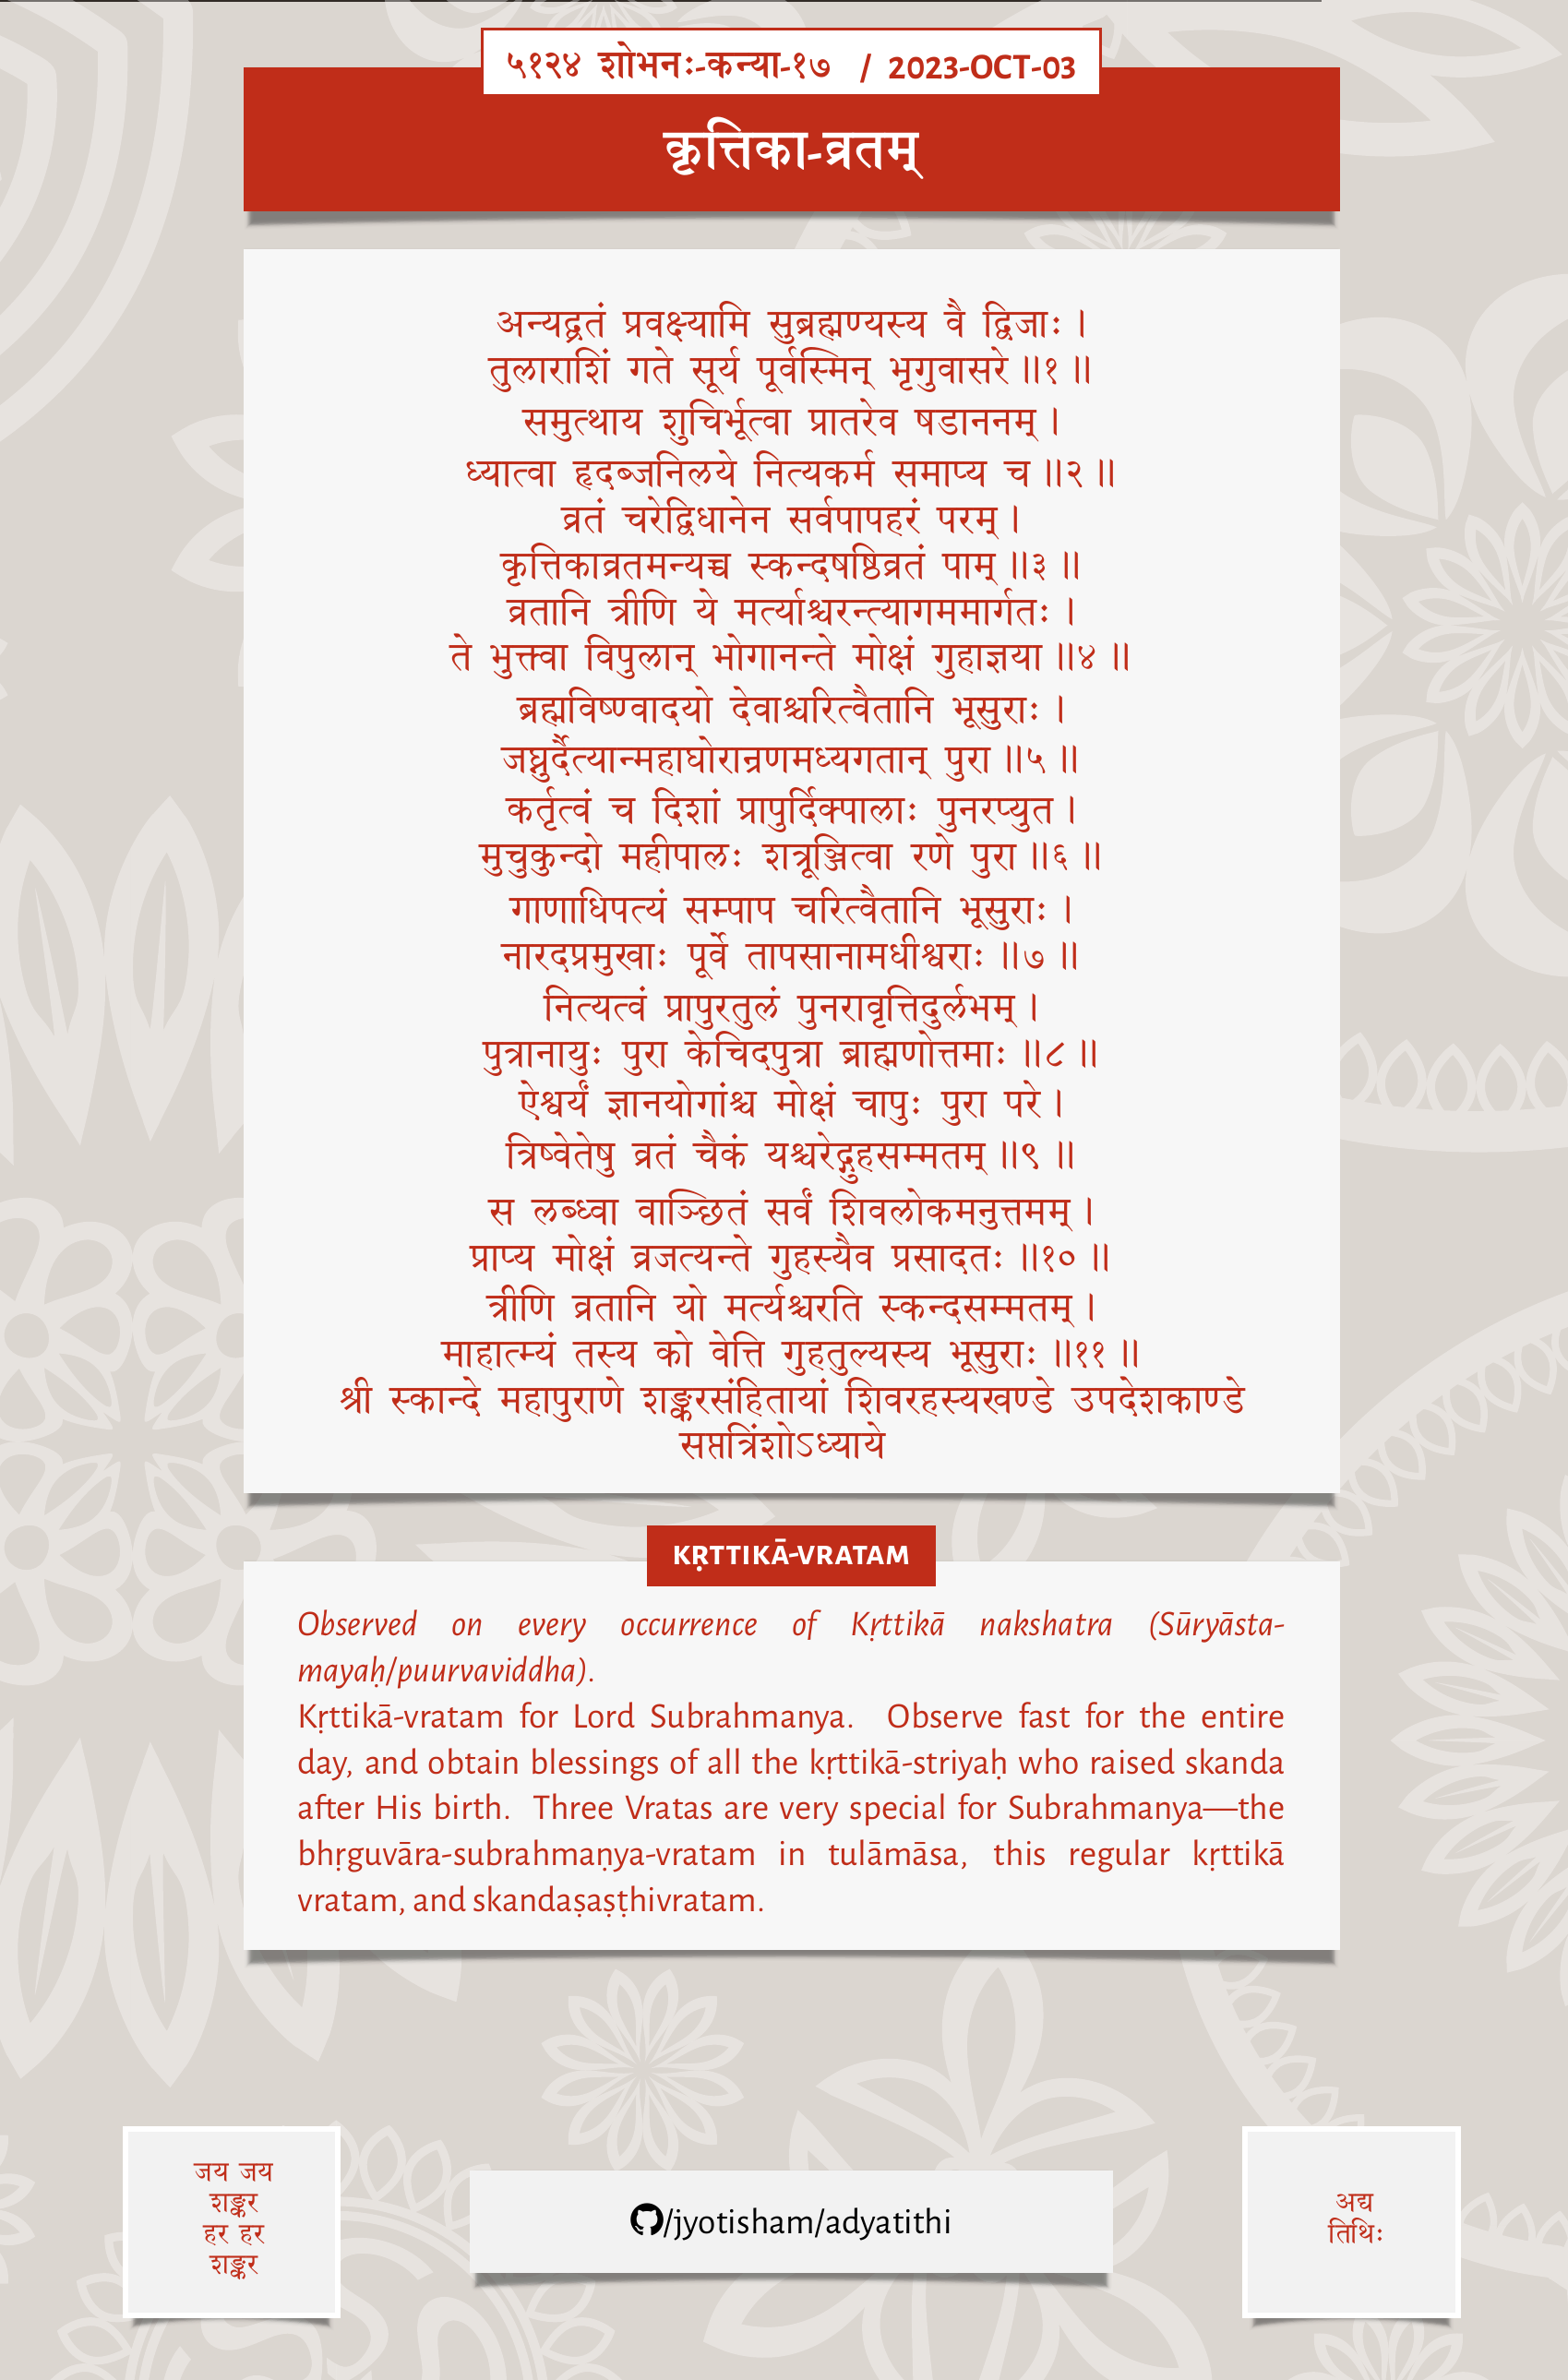 ५१२४ शोभनः-कन्या-१७ / 2023-OCT-03
कृत्तिका-व्रतम्
अन्यद्व्रतं प्रवक्ष्यामि सुब्रह्मण्यस्य वै द्विजाः।
तुलाराशिं गते सूर्य पूर्वस्मिन् भृगुवासरे॥१॥
समुत्थाय शुचिर्भूत्वा प्रातरेव षडाननम्।
ध्यात्वा हृदब्जनिलये नित्यकर्म समाप्य च॥२॥
व्रतं चरेद्विधानेन सर्वपापहरं परम्।
कृत्तिकाव्रतमन्यच्च स्कन्दषष्ठिव्रतं पाम्॥३॥
व्रतानि त्रीणि ये मर्त्याश्चरन्त्यागममार्गतः।
ते भुक्त्वा विपुलान् भोगानन्ते मोक्षं गुहाज्ञया॥४॥
ब्रह्मविष्ण्वादयो देवाश्चरित्वैतानि भूसुराः।
जघ्नुर्दैत्यान्महाघोरान्रणमध्यगतान् पुरा॥५॥
कर्तृत्वं च दिशां प्रापुर्दिक्पालाः पुनरप्युत।
मुचुकुन्दो महीपालः शत्रूञ्जित्वा रणे पुरा॥६॥
गाणाधिपत्यं सम्पाप चरित्वैतानि भूसुराः।
नारदप्रमुखाः पूर्वे तापसानामधीश्वराः॥७॥
नित्यत्वं प्रापुरतुलं पुनरावृत्तिदुर्लभम्।
पुत्रानायुः पुरा केचिदपुत्रा ब्राह्मणोत्तमाः॥८॥
ऐश्वर्यं ज्ञानयोगांश्च मोक्षं चापुः पुरा परे।
त्रिष्वेतेषु व्रतं चैकं यश्चरेद्गुहसम्मतम्॥९॥
स लब्ध्वा वाञ्छितं सर्वं शिवलोकमनुत्तमम्।
प्राप्य मोक्षं व्रजत्यन्ते गुहस्यैव प्रसादतः॥१०॥
त्रीणि व्रतानि यो मर्त्यश्चरति स्कन्दसम्मतम्।
माहात्म्यं तस्य को वेत्ति गुहतुल्यस्य भूसुराः॥११॥
श्री स्कान्दे महापुराणे शङ्करसंहितायां शिवरहस्यखण्डे उपदेशकाण्डे
सप्तत्रिंशोऽध्याये
KṚTTIKĀ-VRATAM
Observed on every occurrence of Kṛttikā nakshatra (Sūryāsta-
mayaḥ/puurvaviddha).
Kṛttikā-vratam for Lord Subrahmanya. Observe fast for the entire
day, and obtain blessings of all the kṛttikā-striyaḥ who raised skanda
after His birth. Three Vratas are very special for Subrahmanya—the
bhṛguvāra-subrahmaṇya-vratam in tulāmāsa, this regular kṛttikā
vratam, and skandaṣaṣṭhivratam.
जय जय
शङ्कर
हर हर
शङ्कर
/jyotisham/adyatithi
अद्य
तिथिः